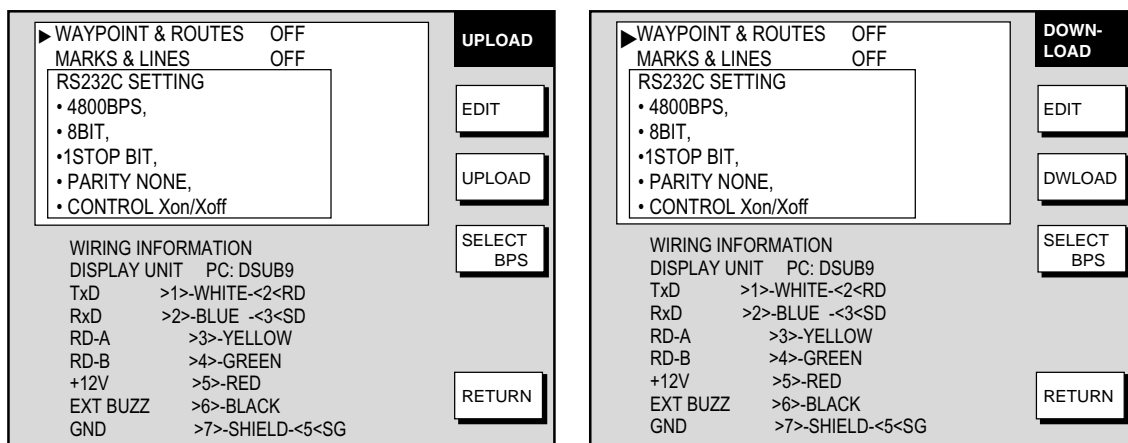 WAYPOINT & ROUTES OFF
MARKS & LINES OFF
RS232C SETTING
• 4800BPS,
• 8BIT,
•1STOP BIT,
• PARITY NONE,
• CONTROL Xon/Xoff
WIRING INFORMATION
DISPLAY UNIT PC: DSUB9
TxD >1>-WHITE-<2<RD
RxD >2>-BLUE -<3<SD
RD-A >3>-YELLOW
RD-B >4>-GREEN
+12V >5>-RED
EXT BUZZ >6>-BLACK
GND >7>-SHIELD-<5<SG
UPLOAD
EDIT
UPLOAD
SELECT
BPS
RETURN
WAYPOINT & ROUTES OFF
MARKS & LINES OFF
RS232C SETTING
• 4800BPS,
• 8BIT,
•1STOP BIT,
• PARITY NONE,
• CONTROL Xon/Xoff
WIRING INFORMATION
DISPLAY UNIT PC: DSUB9
TxD >1>-WHITE-<2<RD
RxD >2>-BLUE -<3<SD
RD-A >3>-YELLOW
RD-B >4>-GREEN
+12V >5>-RED
EXT BUZZ >6>-BLACK
GND >7>-SHIELD-<5<SG
DOWN-
LOAD
EDIT
DWLOAD
SELECT
BPS
RETURN